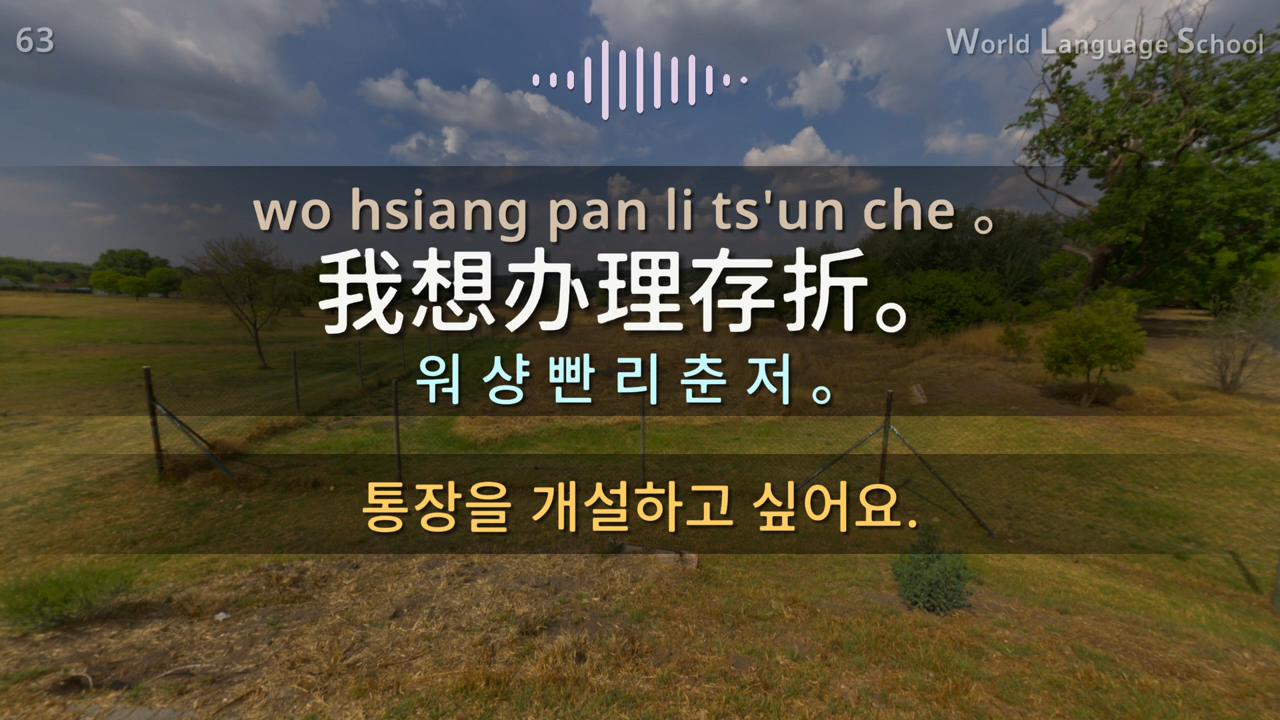 63
World Language School
wo hsiang pan li ts'un che 。
我想办理存折。
워 샹 빤 리 춘 저 。
통장을 개설하고 싶어요.